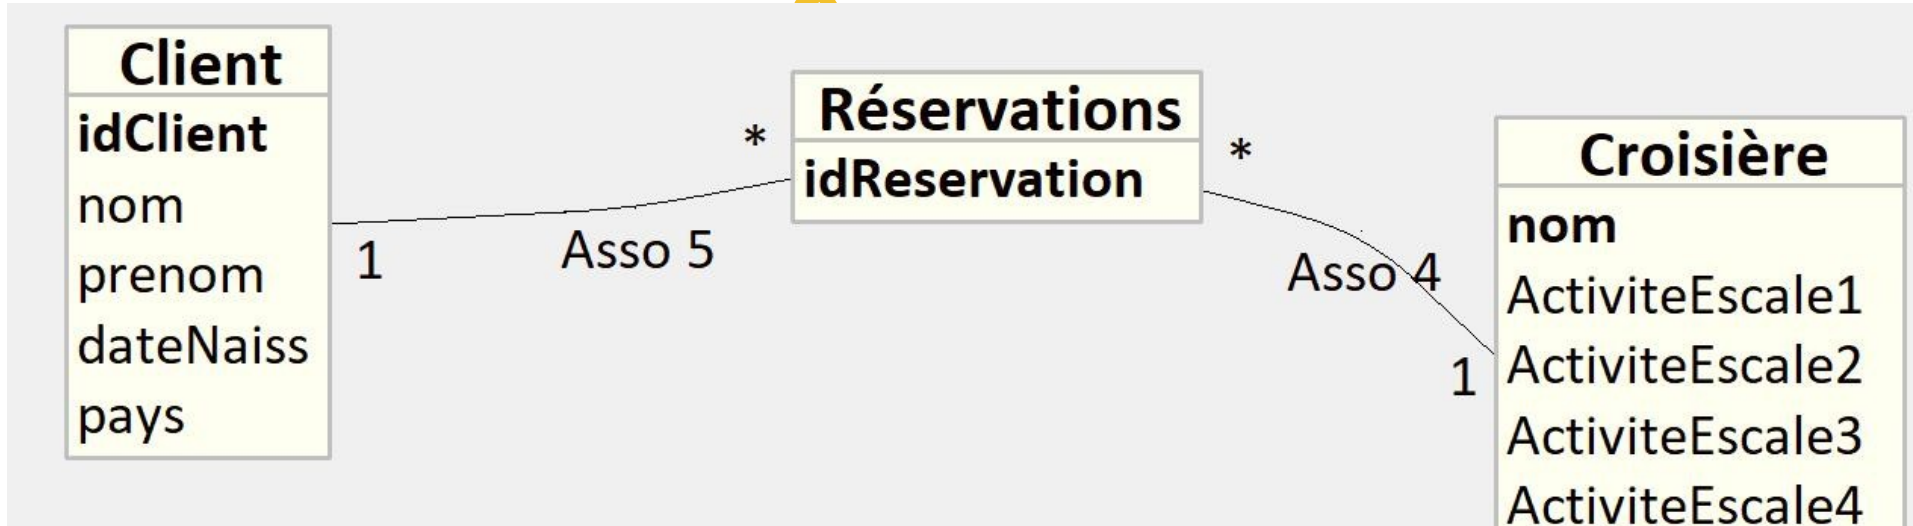 Client
idClient
nom
prenom
dateNaiss
pays
1
Asso 5
*
Réservations
idReservation
*
Asso 4
1
Croisière
nom
ActiviteEscale1
ActiviteEscale2
ActiviteEscale3
ActiviteEscale4